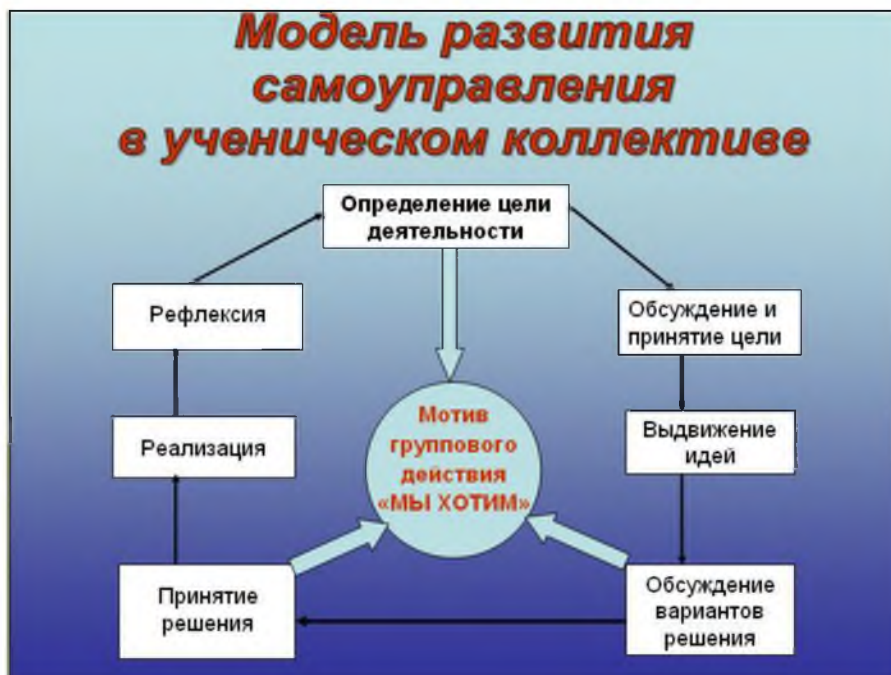 Модель развития
самоуправления
в ученическом коллективе
Определение цели
деятельности
Рефлексия
Обсуждение и
принятие цели
Мотив
группового
действия
«МЫ ХОТИМ»
Реализация
Выдвижение
идей
Принятие
решения
Обсуждение
вариантов
решения